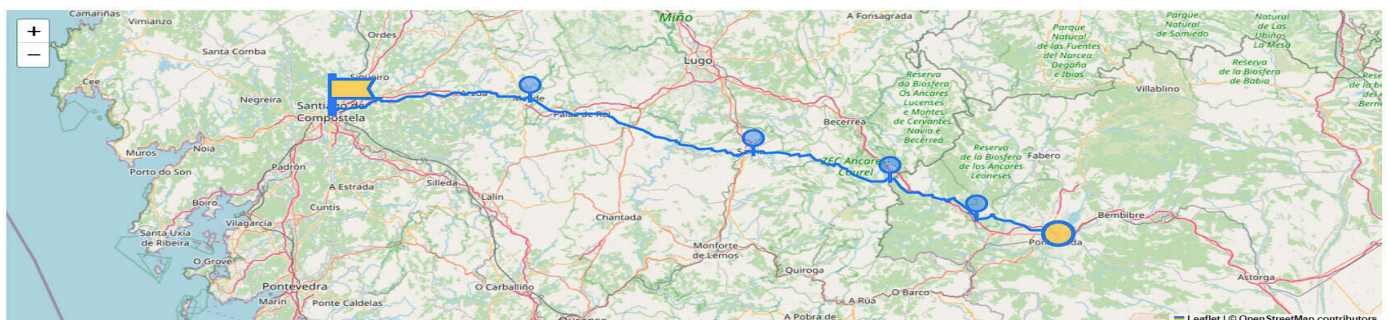 +
−
Camariñas
Vimianzo
Ordes
Miño
A Fonsagrada
Parque
Natural
de Somiedo
Natural
de Las
Ubiñas
La Mesa
Santa Comba
Cee
Negreira
Sigüeiro
Santiago de
Compostela
Arzúa
Palas de Rei
Lugo
Becerreá
Reserva
da Biosfera
Os Ancares
Lucenses
e Montes
de Cervantes,
Navia e
Becerreá
Parque
Natural
de las Fuentes
del Narcea,
Degaña
e Ibias
Reserva
de la Biosfera
de Babia
Villablino
Muros
Noia
Porto do Son
Padrón
A Estrada
Silleda
Lalín
ZEC Ancares
Courel
Reserva
de la Biosfera
de los Ancares
Leoneses
Fabero
Boiro
Vilagarcía
Cuntis
Chantada
Santa Uxía
de Ribeira
O Grove
Monforte
de Lemos
Quiroga
Bembibre
Pontevedra
Marín
Ponte Caldelas
O Carballiño
O Barco
A Rúa
Astorga
A Pobra de
Leaflet | © OpenStreetMap contributors